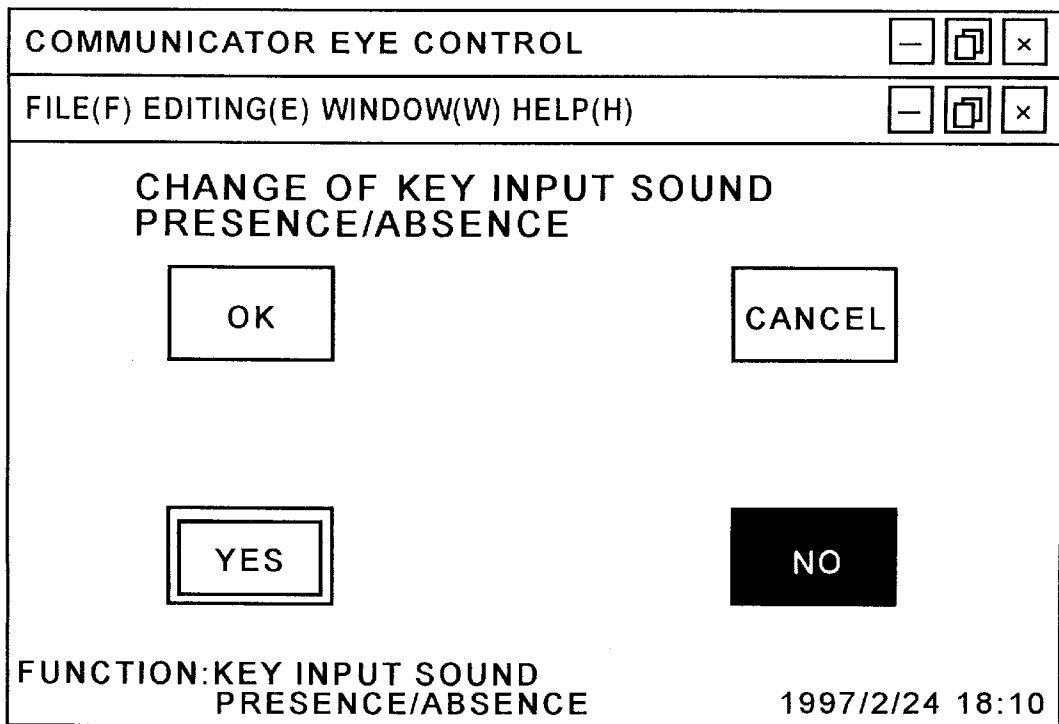 COMMUNICATOR EYE CONTROL
FILE(F) EDITING(E) WINDOW(W) HELP(H)
CHANGE OF KEY INPUT SOUND
PRESENCE/ABSENCE
OK
CANCEL
YES
NO
FUNCTION:KEY INPUT SOUND
PRESENCE/ABSENCE
1997/2/24 18:10